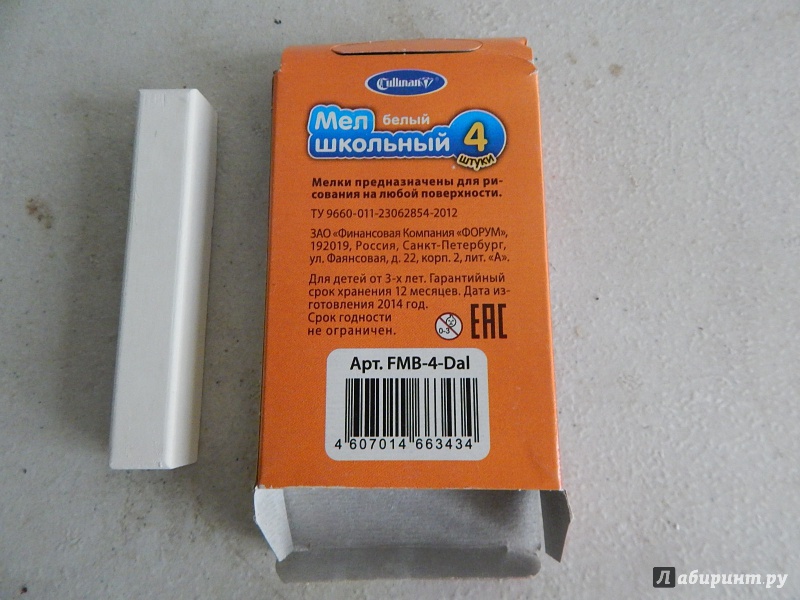 Cullinan®
Мел белый
школьный 4
штуки
Мелки предназначены для ри-
сования на любой поверхности.
ТУ 9660-011-23062854-2012
ЗАО «Финансовая Компания «ФОРУМ»,
192019, Россия, Санкт-Петербург,
ул. Фаянсовая, д. 22, корп. 2, лит. «А».
Для детей от 3-х лет. Гарантийный
срок хранения 12 месяцев. Дата из-
готовления 2014 год.
Срок годности
не ограничен.
0-3
EAC
Арт. FMB-4-Dal
4 607014 663434
Лабиринт.ру